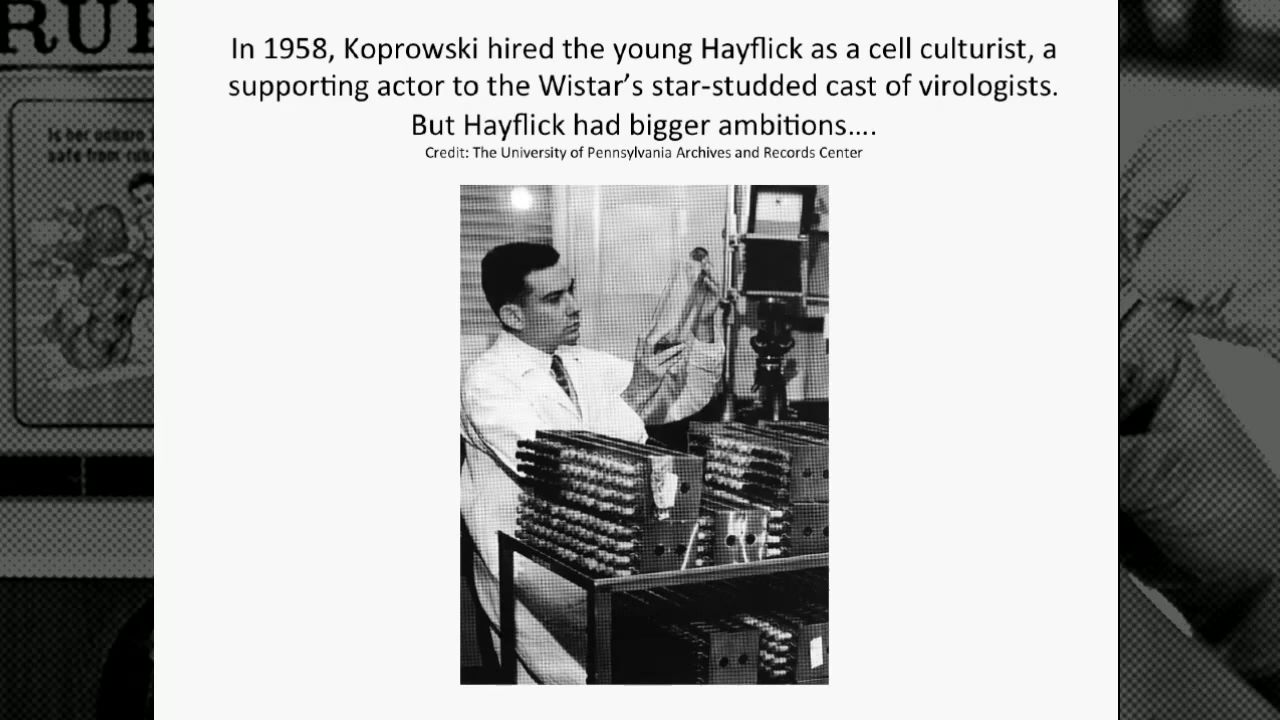 In 1958, Koprowski hired the young Hayflick as a cell culturist, a
supporting actor to the Wistar’s star-studded cast of virologists.
But Hayflick had bigger ambitions….
Credit: The University of Pennsylvania Archives and Records Center